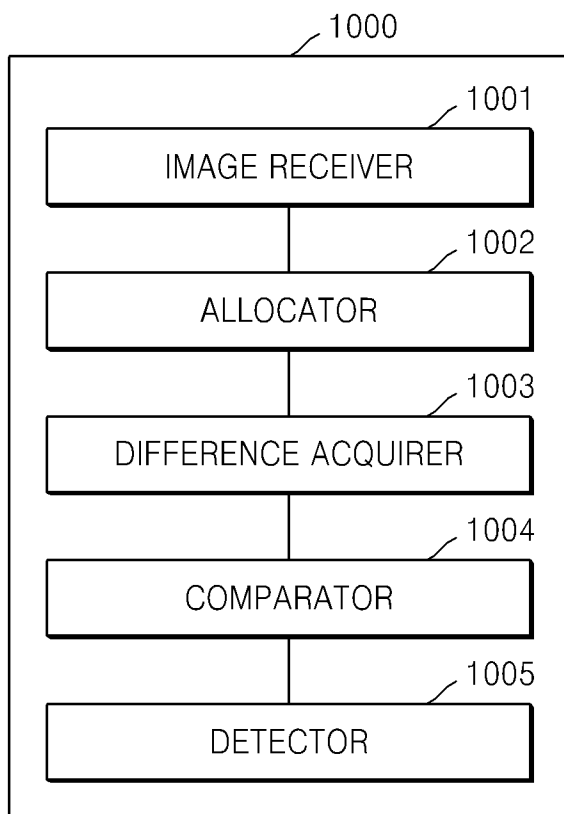 1000
1001
IMAGE RECEIVER
1002
ALLOCATOR
1003
DIFFERENCE ACQUIRER
1004
COMPARATOR
1005
DETECTOR